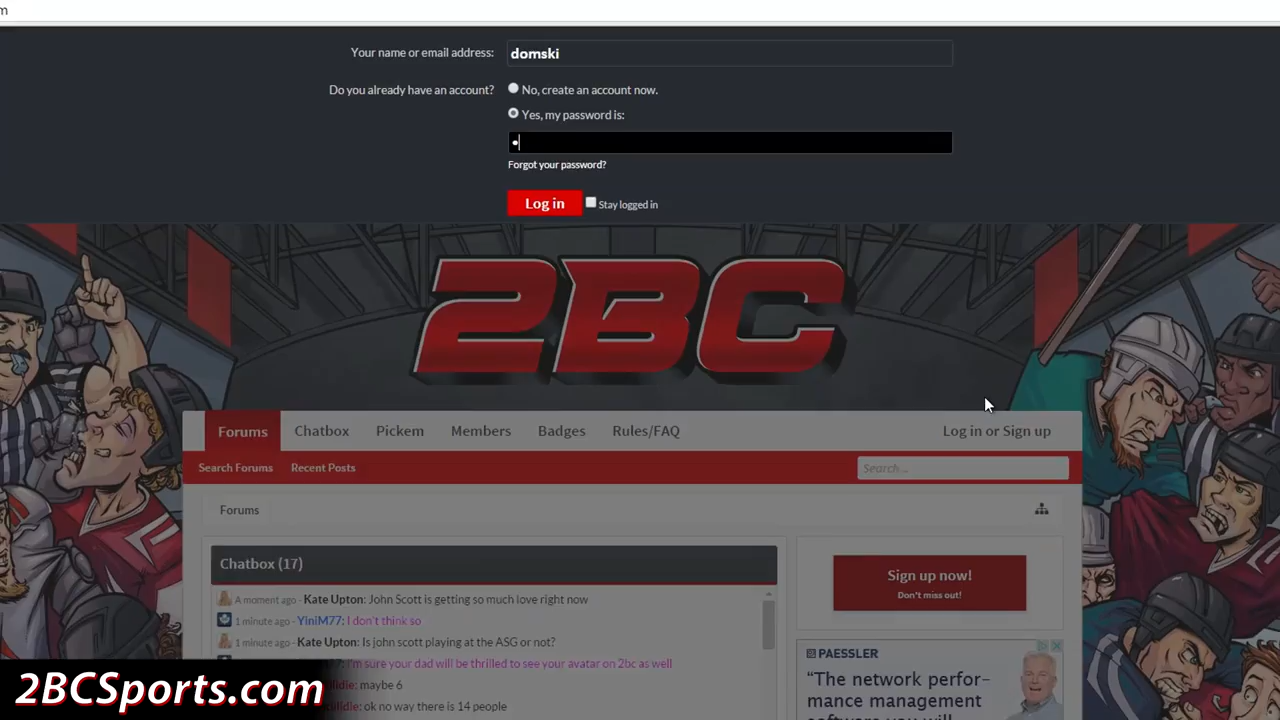 m
Your name or email address:
domski
Do you already have an account?
No, create an account now.
Yes, my password is:
Forgot your password?
Log in
Stay logged in
2BC
Forums Chatbox Pickem Members Badges Rules/FAQ Log in or Sign up
Search Forums Recent Posts Search...
Forums
Chatbox (17)
A moment ago - Kate Upton: John Scott is getting so much love right now
1 minute ago - YiniM77: I don't think so
1 minute ago - Kate Upton: Is john scott playing at the ASG or not?
77: I'm sure your dad will be thrilled to see your avatar on 2bc as well
maybe 6
ok no way there is 14 people
Sign up now!
Don't miss out!
PAESSLER
“The network perfor-
mance management
software you will
2BCSports.com